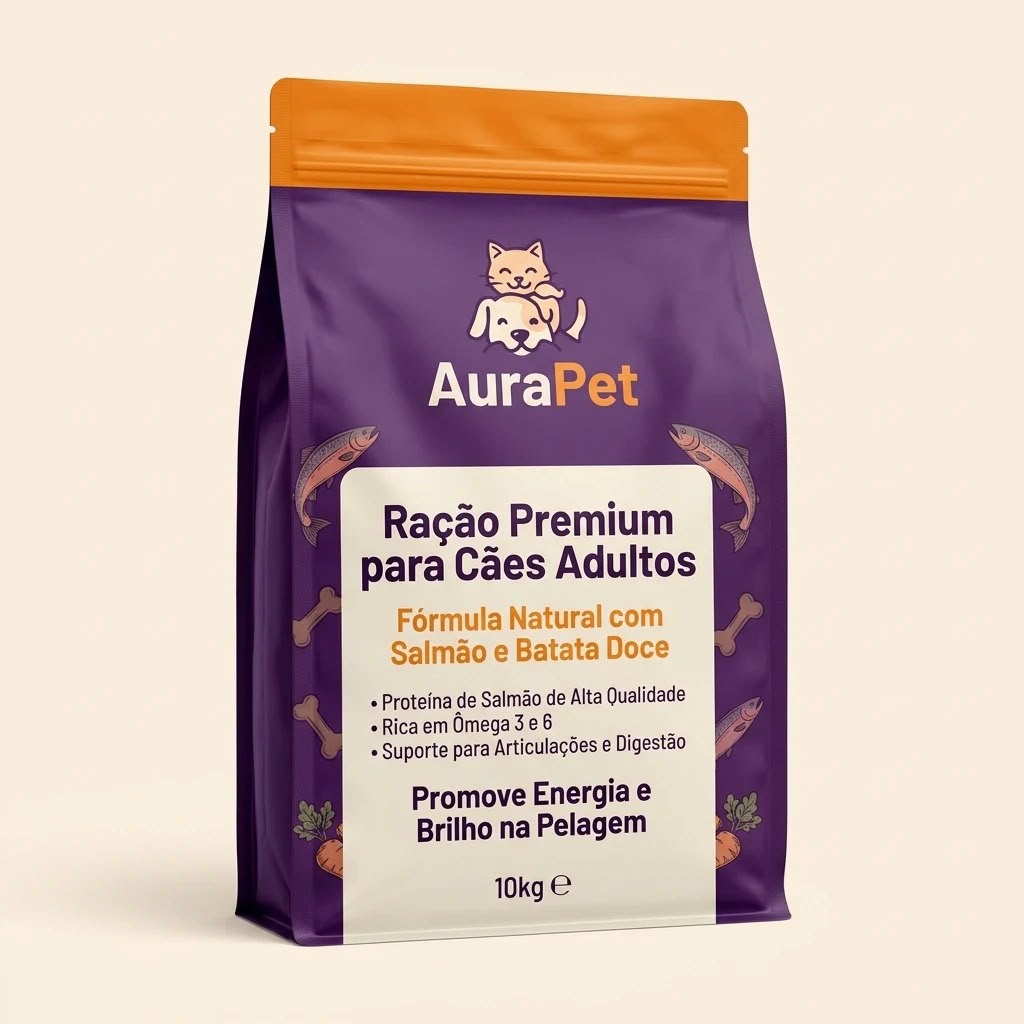 AuraPet
Ração Premium
para Cães Adultos
Fórmula Natural com
Salmão e Batata Doce
• Proteína de Salmão de Alta Qualidade
• Rica em Ômega 3 e 6
• Suporte para Articulações e Digestão
Promove Energia e
Brilho na Pelagem
10kg ℮